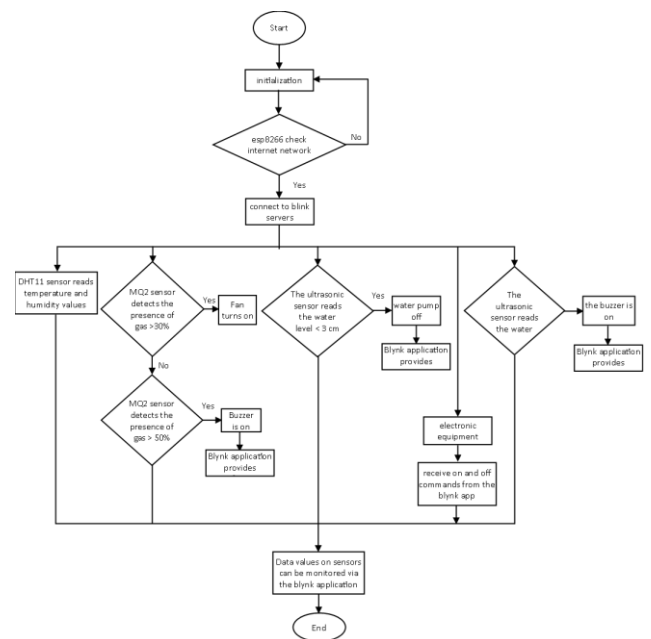 Start
initialization
esp8266 check
internet network
No
Yes
connect to blink
servers
DHT11 sensor reads
temperature and
humidity values
MQ2 sensor
detects the
presence of
gas >30%
Yes
Fan
turns on
The ultrasonic
sensor reads
the water
level < 3 cm
Yes
water pump
off
Blynk application
provides
The
ultrasonic
sensor reads
the water
the buzzer is
on
Blynk application
provides
No
MQ2 sensor
detects the
presence of
gas > 50%
Yes
Buzzer
is on
Blynk application
provides
electronic
equipment
receive on and off
commands from the
blynk app
Data values on sensors
can be monitored via
the blynk application
End